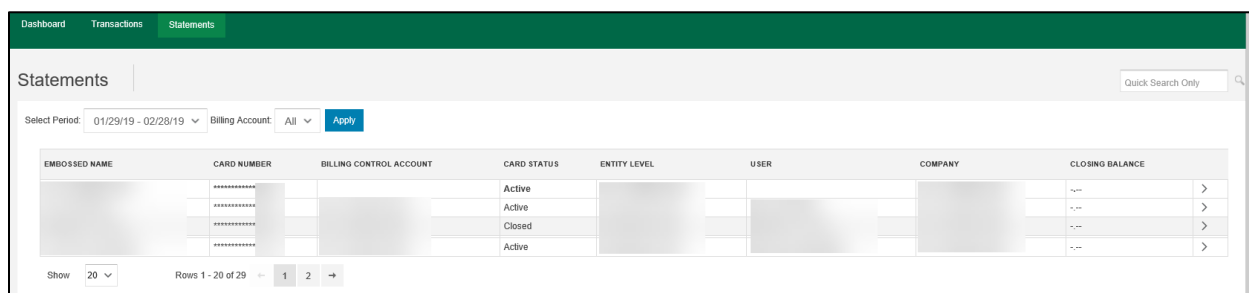 Dashboard Transactions Statements
Statements
Quick Search Only
Select Period: 01/29/19 - 02/28/19 Billing Account: All Apply
EMBOSSED NAME CARD NUMBER BILLING CONTROL ACCOUNT CARD STATUS ENTITY LEVEL USER COMPANY CLOSING BALANCE
************ Active -.--
************ Active -.--
************ Closed -.--
************ Active -.--
Show 20 Rows 1 - 20 of 29 ← 1 2 →